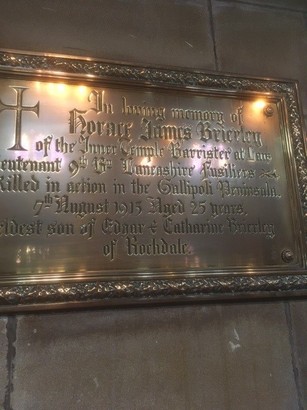 In loving memory of
Horace James Brierley
of the Inner Temple Barrister at Law
Lieutenant 9th Bn Lancashire Fusiliers
Killed in action in the Gallipoli Peninsula,
7th August 1915 Aged 25 years,
eldest son of Edgar & Catharine Brierley
of Rochdale.